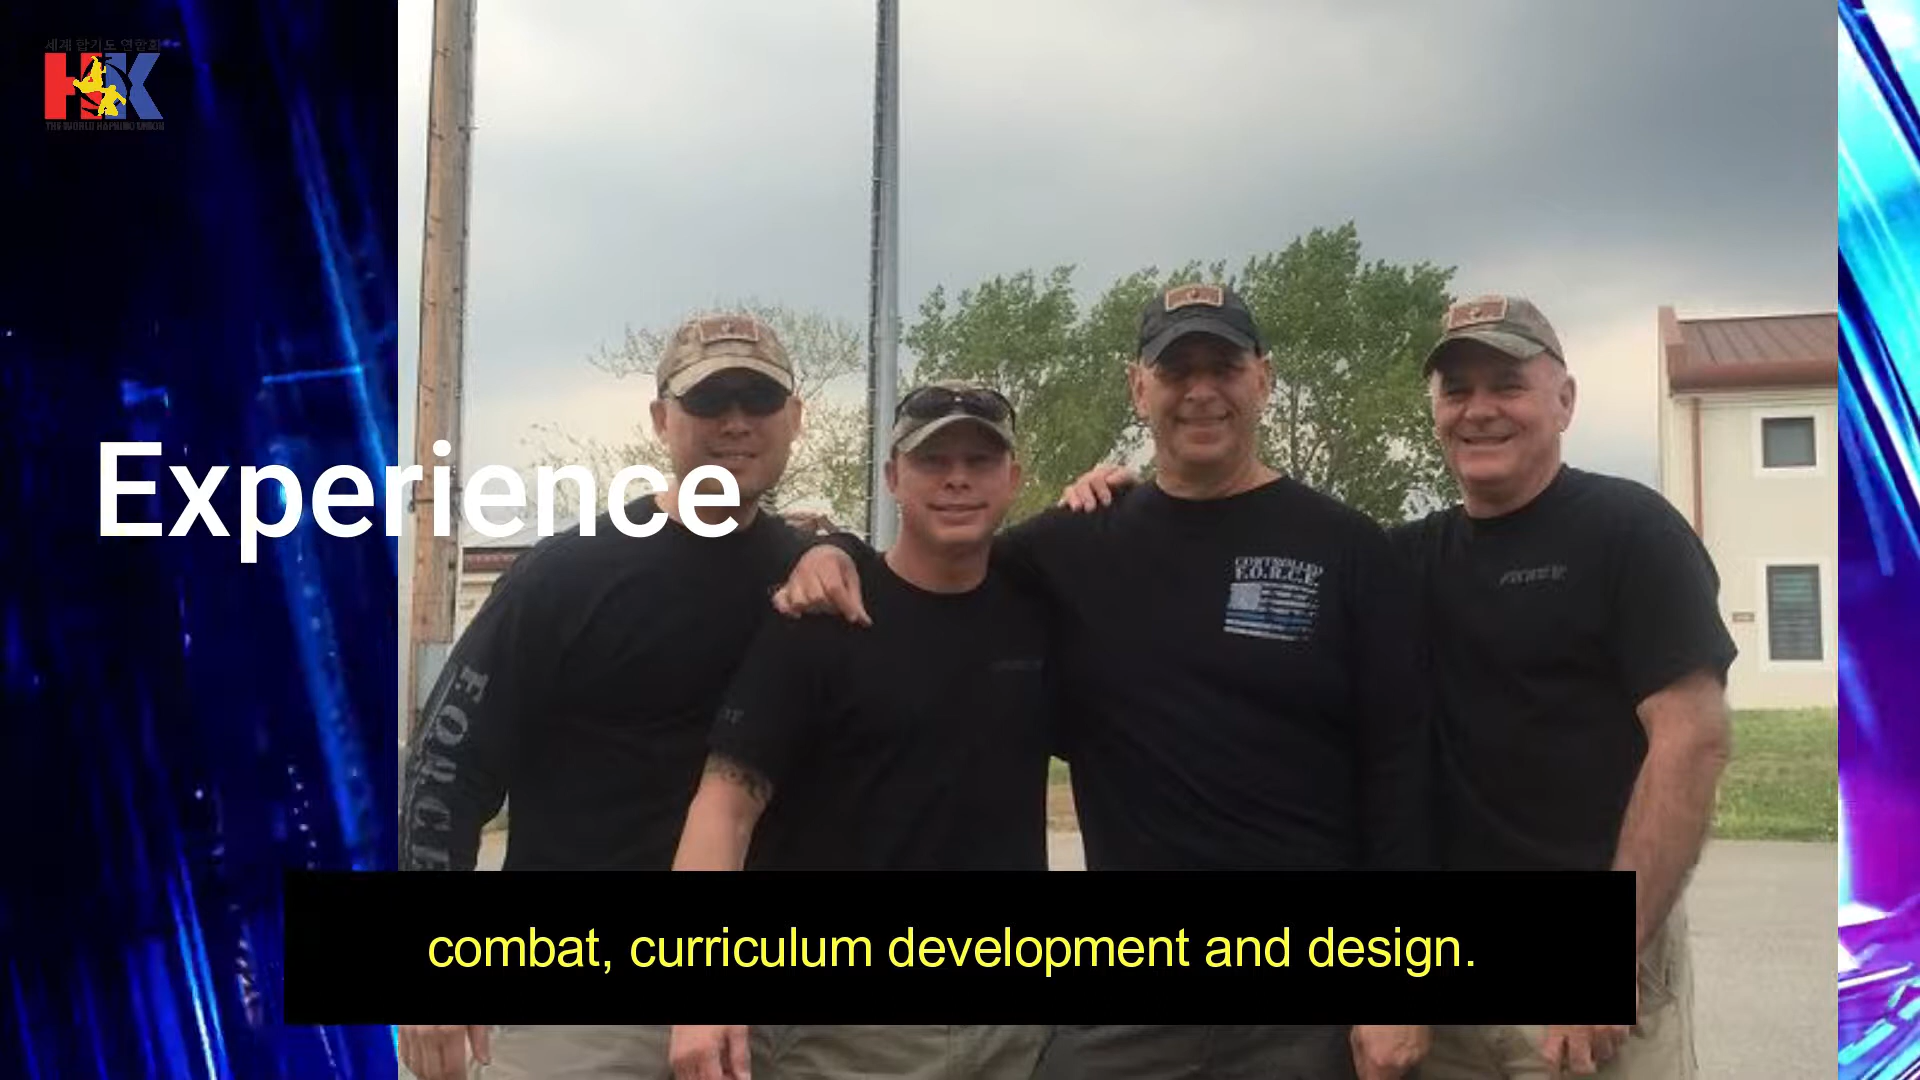 세계 합기도 연합회
HK
THE WORLD HAPKIDO UNION
Experience
CONTROLLED
F.O.R.C.E.
F.O.R.C.E
combat, curriculum development and design.